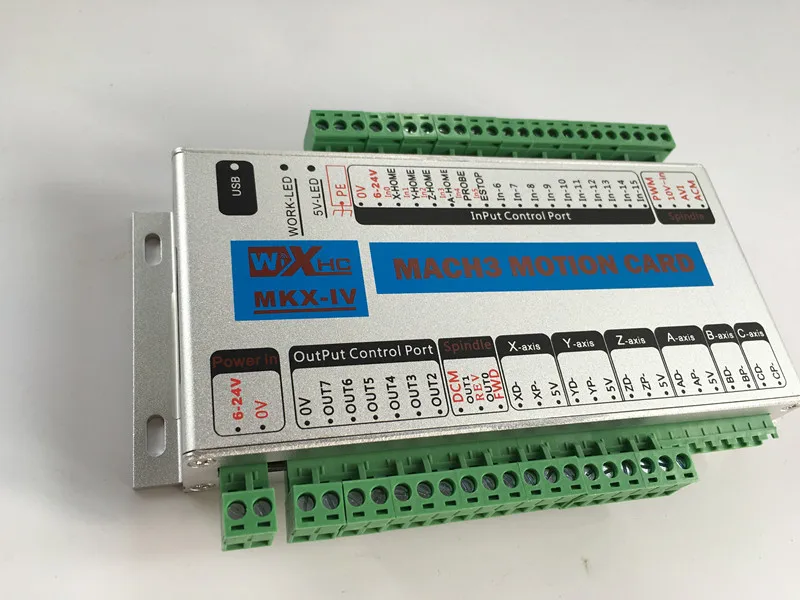 USB
WORK-LED
5V-LED
PE
0V
6-24V
In0
X-HOME
In1
Y-HOME
In2
Z-HOME
In3
A-HOME
In4
PROBE
In5
ESTOP
In-6
In-7
In-8
In-9
In-10
In-11
In-12
In-13
In-14
In-15
InPut Control Port
PWM
10V-in
AVI
ACM
Spindle
WiXHC
MKX-IV
MACH3 MOTION CARD
Power In
6-24V
0V
OutPut Control Port
0V
OUT7
OUT6
OUT5
OUT4
OUT3
OUT2
Spindle
DCM
OUT1
REV
OUT0
FWD
X-axis
XD-
XP-
5V
Y-axis
YD-
YP-
5V
Z-axis
ZD-
ZP-
5V
A-axis
AD-
AP-
5V
B-axis
BD-
BP-
C-axis
CD-
CP-